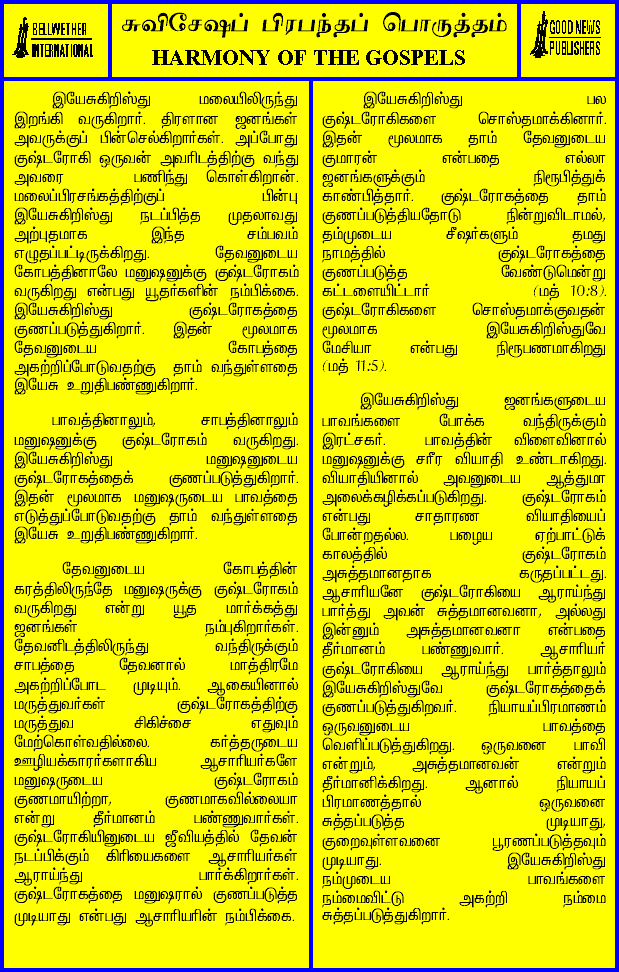 BELLWETHER
INTERNATIONAL
சுவிசேஷப் பிரபந்தப் பொருத்தம்
HARMONY OF THE GOSPELS
GOOD NEWS
PUBLISHERS
இயேசுகிறிஸ்து மலையிலிருந்து
இறங்கி வருகிறார். திரளான ஜனங்கள்
அவருக்குப் பின்செல்கிறார்கள். அப்போது
குஷ்டரோகி ஒருவன் அவரிடத்திற்கு வந்து
அவரை பணிந்து கொள்கிறான்.
மலைப்பிரசங்கத்திற்குப் பின்பு
இயேசுகிறிஸ்து நடப்பித்த முதலாவது
அற்புதமாக இந்த சம்பவம்
எழுதப்பட்டிருக்கிறது. தேவனுடைய
கோபத்தினாலே மனுஷனுக்கு குஷ்டரோகம்
வருகிறது என்பது யூதர்களின் நம்பிக்கை.
இயேசுகிறிஸ்து குஷ்டரோகத்தை
குணப்படுத்துகிறார். இதன் மூலமாக
தேவனுடைய கோபத்தை
அகற்றிப்போடுவதற்கு தாம் வந்துள்ளதை
இயேசு உறுதிபண்ணுகிறார்.
பாவத்தினாலும், சாபத்தினாலும்
மனுஷனுக்கு குஷ்டரோகம் வருகிறது.
இயேசுகிறிஸ்து மனுஷனுடைய
குஷ்டரோகத்தைக் குணப்படுத்துகிறார்.
இதன் மூலமாக மனுஷருடைய பாவத்தை
எடுத்துப்போடுவதற்கு தாம் வந்துள்ளதை
இயேசு உறுதிபண்ணுகிறார்.
தேவனுடைய கோபத்தின்
கரத்திலிருந்தே மனுஷருக்கு குஷ்டரோகம்
வருகிறது என்று யூத மார்க்கத்து
ஜனங்கள் நம்புகிறார்கள்.
தேவனிடத்திலிருந்து வந்திருக்கும்
சாபத்தை தேவனால் மாத்திரமே
அகற்றிப்போட முடியும். ஆகையினால்
மருத்துவர்கள் குஷ்டரோகத்திற்கு
மருத்துவ சிகிச்சை எதுவும்
மேற்கொள்வதில்லை. கர்த்தருடைய
ஊழியக்காரர்களாகிய ஆசாரியர்களே
மனுஷருடைய குஷ்டரோகம்
குணமாயிற்றா, குணமாகவில்லையா
என்று தீர்மானம் பண்ணுவார்கள்.
குஷ்டரோகியினுடைய ஜீவியத்தில் தேவன்
நடப்பிக்கும் கிரியைகளை ஆசாரியர்கள்
ஆராய்ந்து பார்க்கிறார்கள்.
குஷ்டரோகத்தை மனுஷரால் குணப்படுத்த
முடியாது என்பது ஆசாரியரின் நம்பிக்கை.
இயேசுகிறிஸ்து பல
குஷ்டரோகிகளை சொஸ்தமாக்கினார்.
இதன் மூலமாக தாம் தேவனுடைய
குமாரன் என்பதை எல்லா
ஜனங்களுக்கும் நிரூபித்துக்
காண்பித்தார். குஷ்டரோகத்தை தாம்
குணப்படுத்தியதோடு நின்றுவிடாமல்,
தம்முடைய சீஷர்களும் தமது
நாமத்தில் குஷ்டரோகத்தை
குணப்படுத்த வேண்டுமென்று
கட்டளையிட்டார் (மத் 10:8).
குஷ்டரோகிகளை சொஸ்தமாக்குவதன்
மூலமாக இயேசுகிறிஸ்துவே
மேசியா என்பது நிரூபணமாகிறது
(மத் 11:5).
இயேசுகிறிஸ்து ஜனங்களுடைய
பாவங்களை போக்க வந்திருக்கும்
இரட்சகர். பாவத்தின் விளைவினால்
மனுஷனுக்கு சரீர வியாதி உண்டாகிறது.
வியாதியினால் அவனுடைய ஆத்துமா
அலைக்கழிக்கப்படுகிறது. குஷ்டரோகம்
என்பது சாதாரண வியாதியைப்
போன்றதல்ல. பழைய ஏற்பாட்டுக்
காலத்தில் குஷ்டரோகம்
அசுத்தமானதாக கருதப்பட்டது.
ஆசாரியனே குஷ்டரோகியை ஆராய்ந்து
பார்த்து அவன் சுத்தமானவனா, அல்லது
இன்னும் அசுத்தமானவனா என்பதை
தீர்மானம் பண்ணுவார். ஆசாரியர்
குஷ்டரோகியை ஆராய்ந்து பார்த்தாலும்
இயேசுகிறிஸ்துவே குஷ்டரோகத்தைக்
குணப்படுத்துகிறவர். நியாயப்பிரமாணம்
ஒருவனுடைய பாவத்தை
வெளிப்படுத்துகிறது. ஒருவனை பாவி
என்றும், அசுத்தமானவன் என்றும்
தீர்மானிக்கிறது. ஆனால் நியாயப்
பிரமாணத்தால் ஒருவனை
சுத்தப்படுத்த முடியாது,
குறைவுள்ளவனை பூரணப்படுத்தவும்
முடியாது. இயேசுகிறிஸ்து
நம்முடைய பாவங்களை
நம்மைவிட்டு அகற்றி நம்மை
சுத்தப்படுத்துகிறார்.